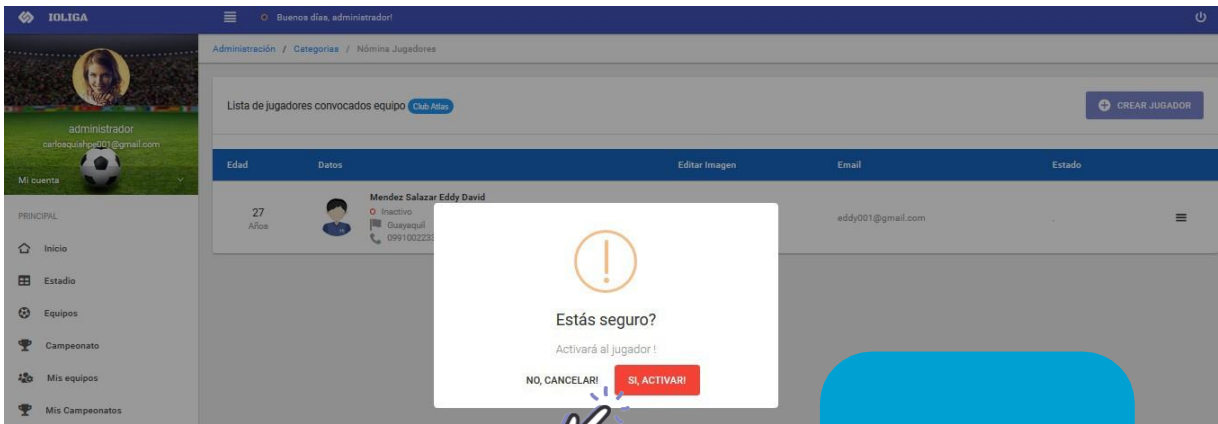 IOLIGA
Buenos días, administrador!
Administración / Categorias / Nómina Jugadores
Lista de jugadores convocados equipo Club Atlas
CREAR JUGADOR
administrador
carlosquishpe001@gmail.com
Mi cuenta
Edad Datos Editar Imagen Email Estado
PRINCIPAL
Inicio
Estadio
Equipos
Campeonato
Mis equipos
Mis Campeonatos
27
Años
Mendez Salazar Eddy David
Inactivo
Guayaquil
0991002233
eddy001@gmail.com
Estás seguro?
Activará al jugador !
NO, CANCELAR! SI, ACTIVAR!